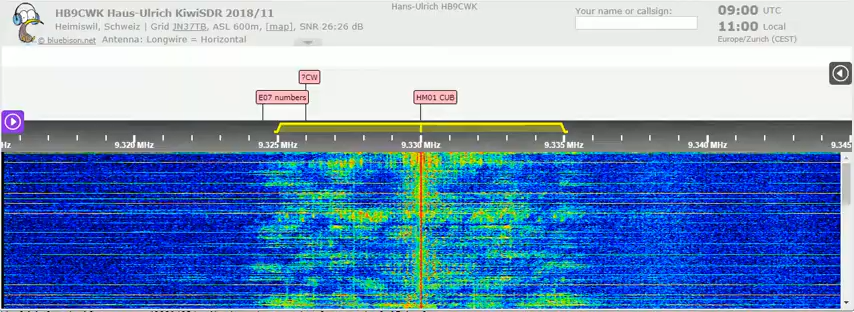 HB9CWK Haus-Ulrich KiwiSDR 2018/11
Hans-Ulrich HB9CWK
Heimiswil, Schweiz | Grid JN37TB, ASL 600m, [map], SNR 26:26 dB
© bluebison.net
Antenna: Longwire = Horizontal
Your name or callsign:
09:00 UTC
11:00 Local
Europe/Zurich (CEST)
?CW
E07 numbers
HM01 CUB
Hz 9.320 MHz 9.325 MHz 9.330 MHz 9.335 MHz 9.340 MHz 9.345